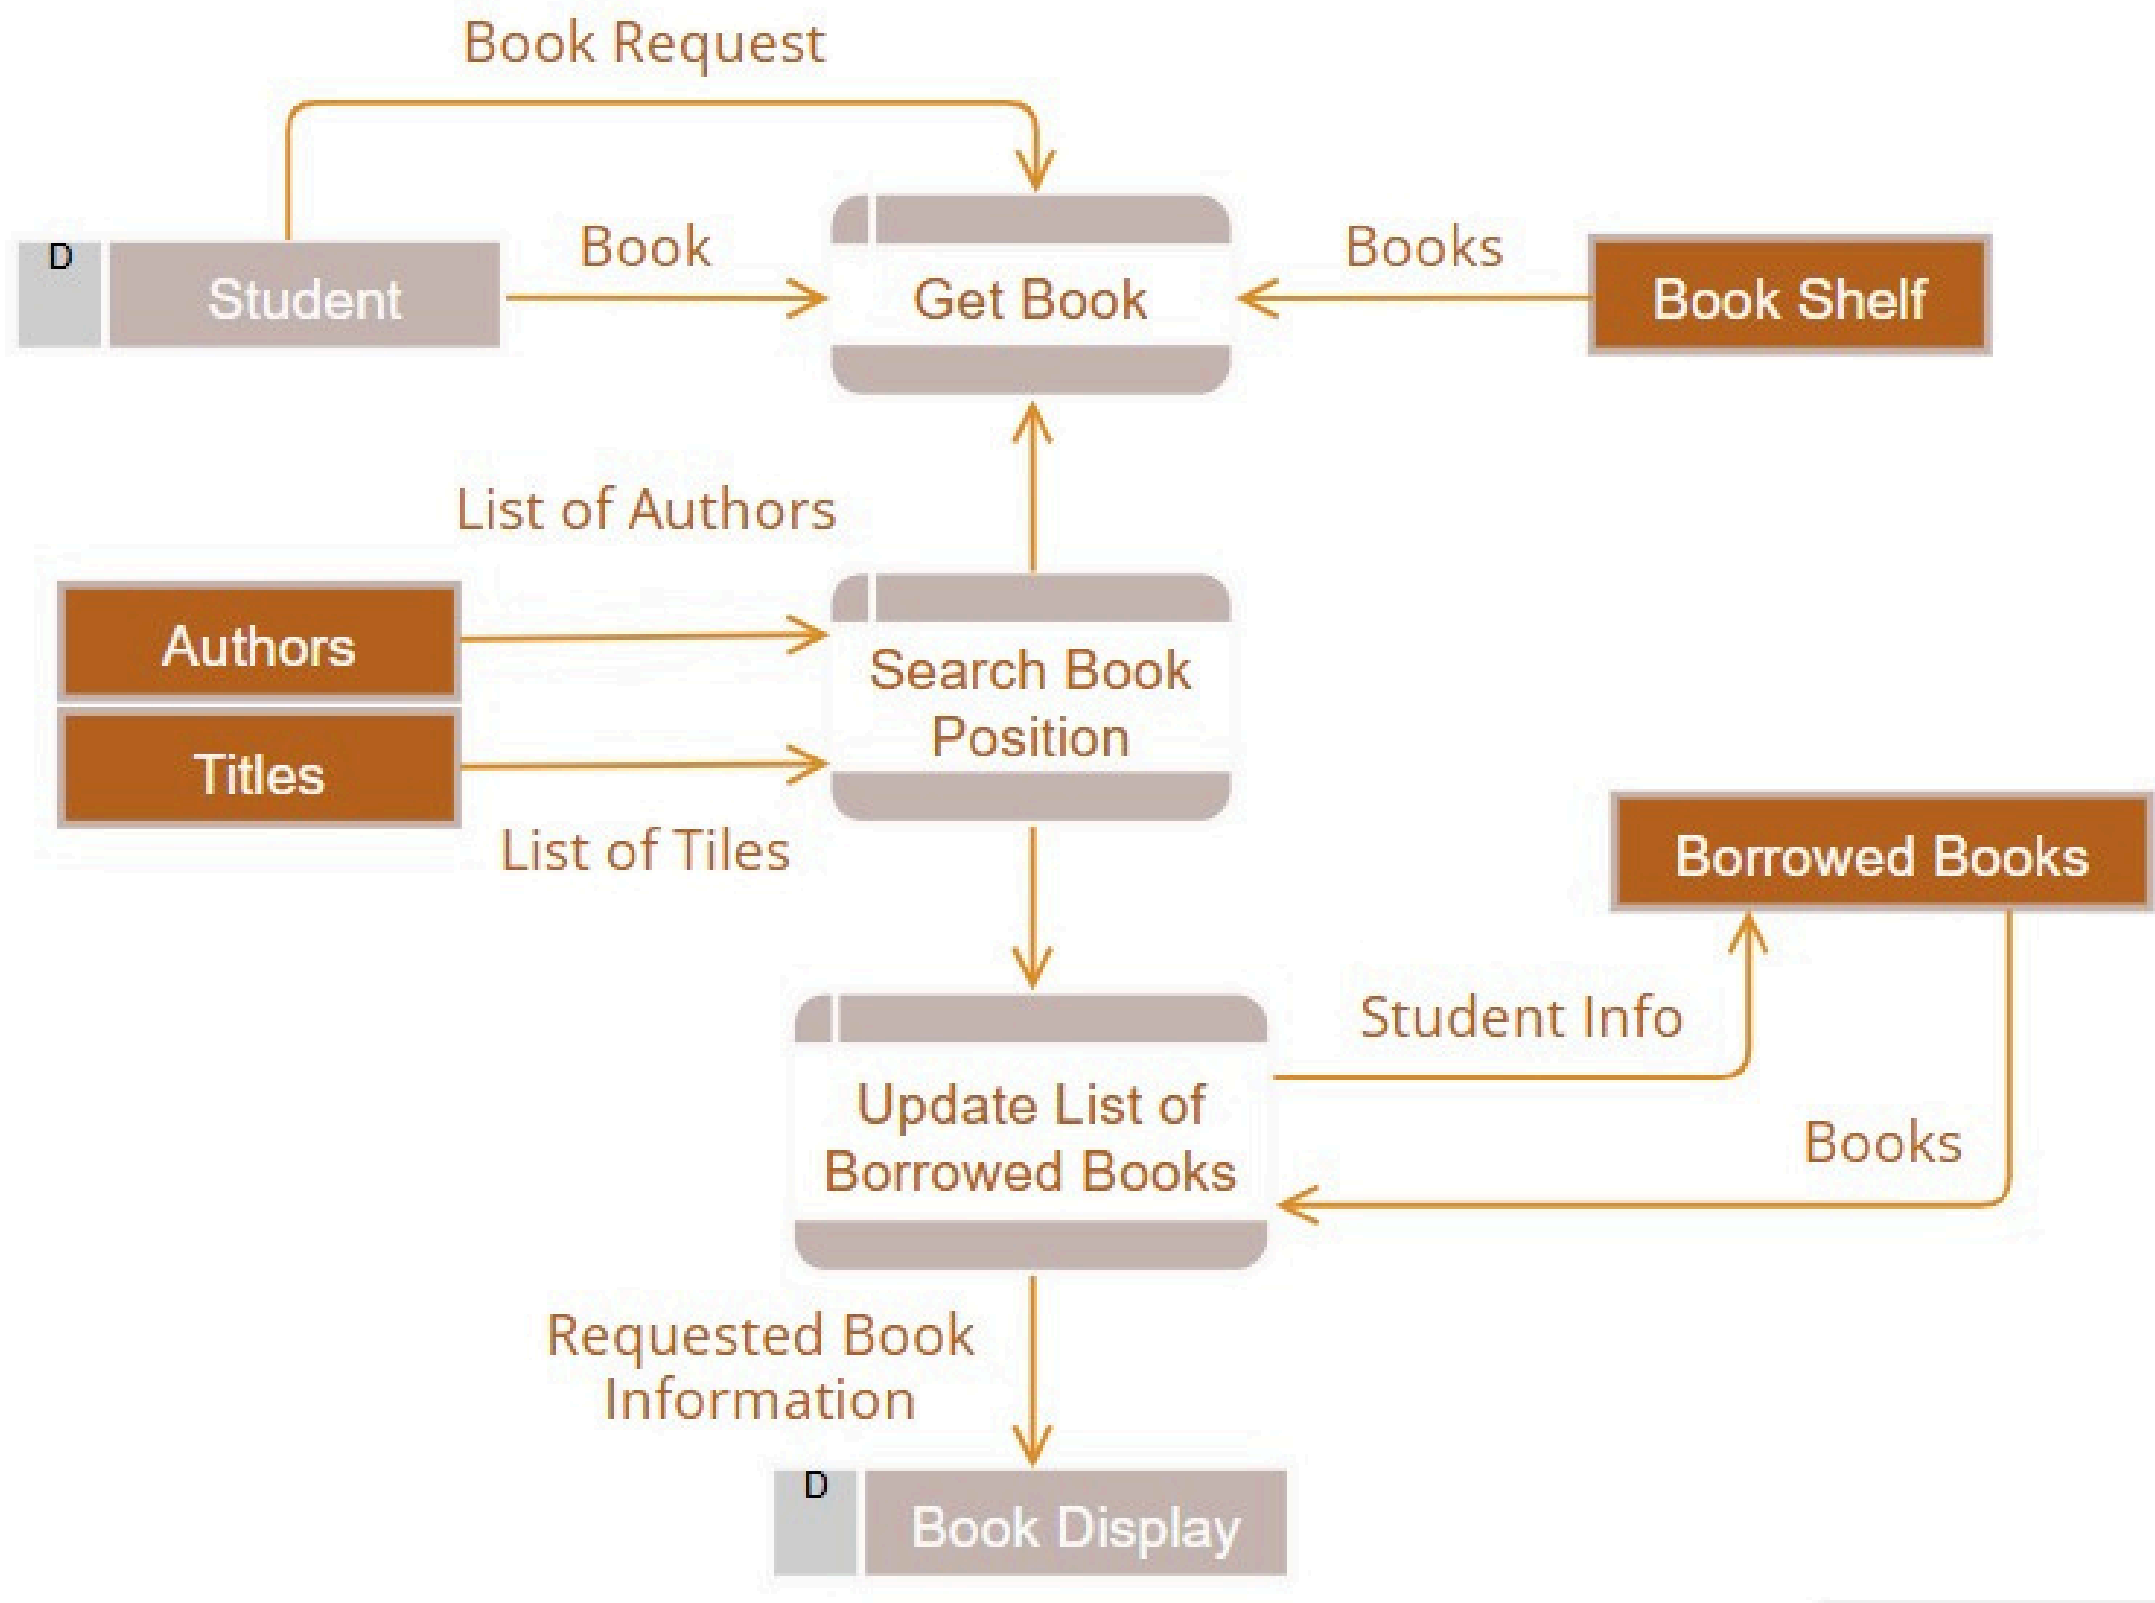 Book Request
D
Student
Book
Get Book
Books
Book Shelf
List of Authors
Authors
Titles
Search Book
Position
List of Tiles
Borrowed Books
Student Info
Update List of
Borrowed Books
Books
Requested Book
Information
D
Book Display